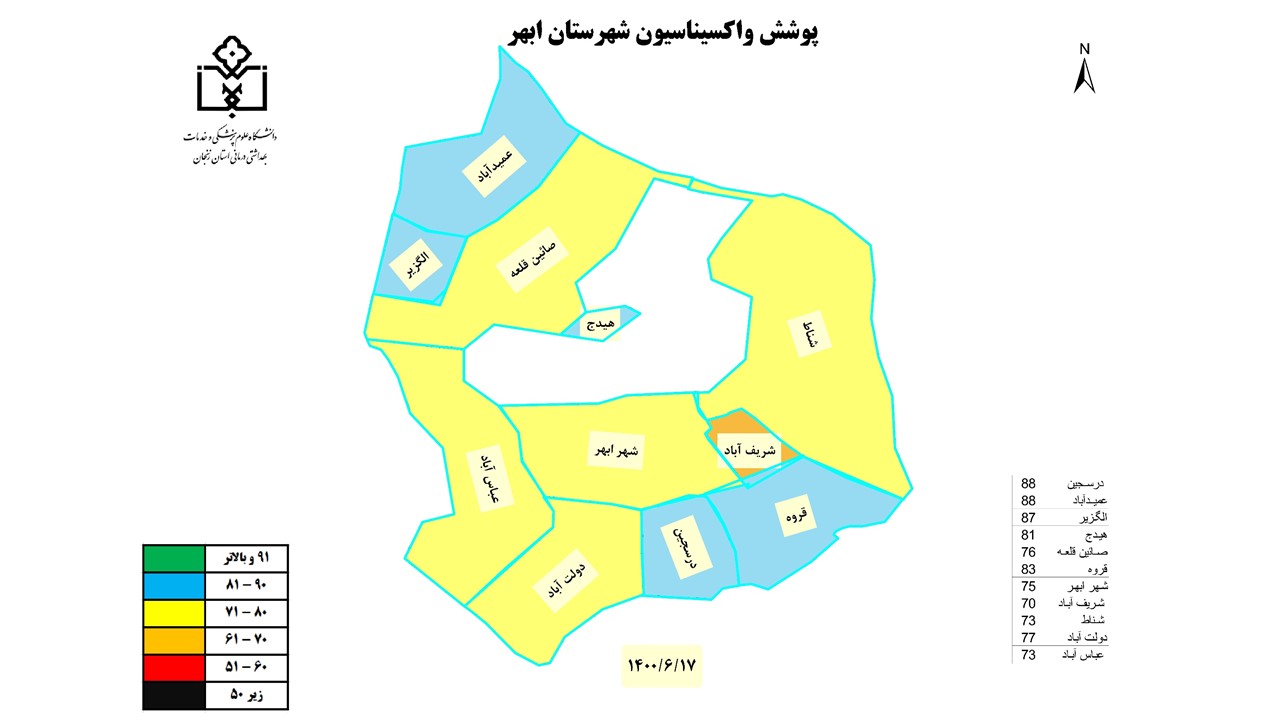 پوشش واکسیناسیون شهرستان ابهر
N
دانشگاه علوم پزشکی و خدمات
بهداشتی درمانی استان زنجان
عمیدآباد
الگزیر
صائین قلعه
هیدج
شناط
شهر ابهر
شریف آباد
عباس آباد
قروه
درسجین
دولت آباد
۹۱ و بالاتر
۸۱ – ۹۰
۷۱ – ۸۰
۶۱ – ۷۰
۵۱ – ۶۰
زیر ۵۰
۱۴۰۰/۶/۱۷
درسجین 88
عمیدآباد 88
الگزیر 87
هیدج 81
صائین قلعه 76
قروه 83
شهر ابهر 75
شریف آباد 70
شناط 73
دولت آباد 77
عباس آباد 73